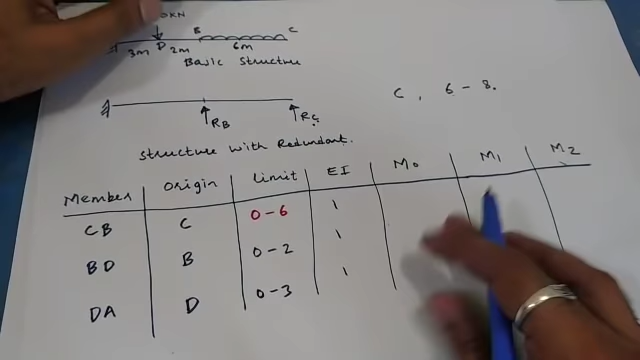 0KN
B C
3m D 2m 6m
Basic structure
C, 6 - 8.
RB RC
structure with Redundant.
Member Origin Limit EI M0 M1 M2
CB C 0-6 1
BD B 0-2 1
DA D 0-3 1